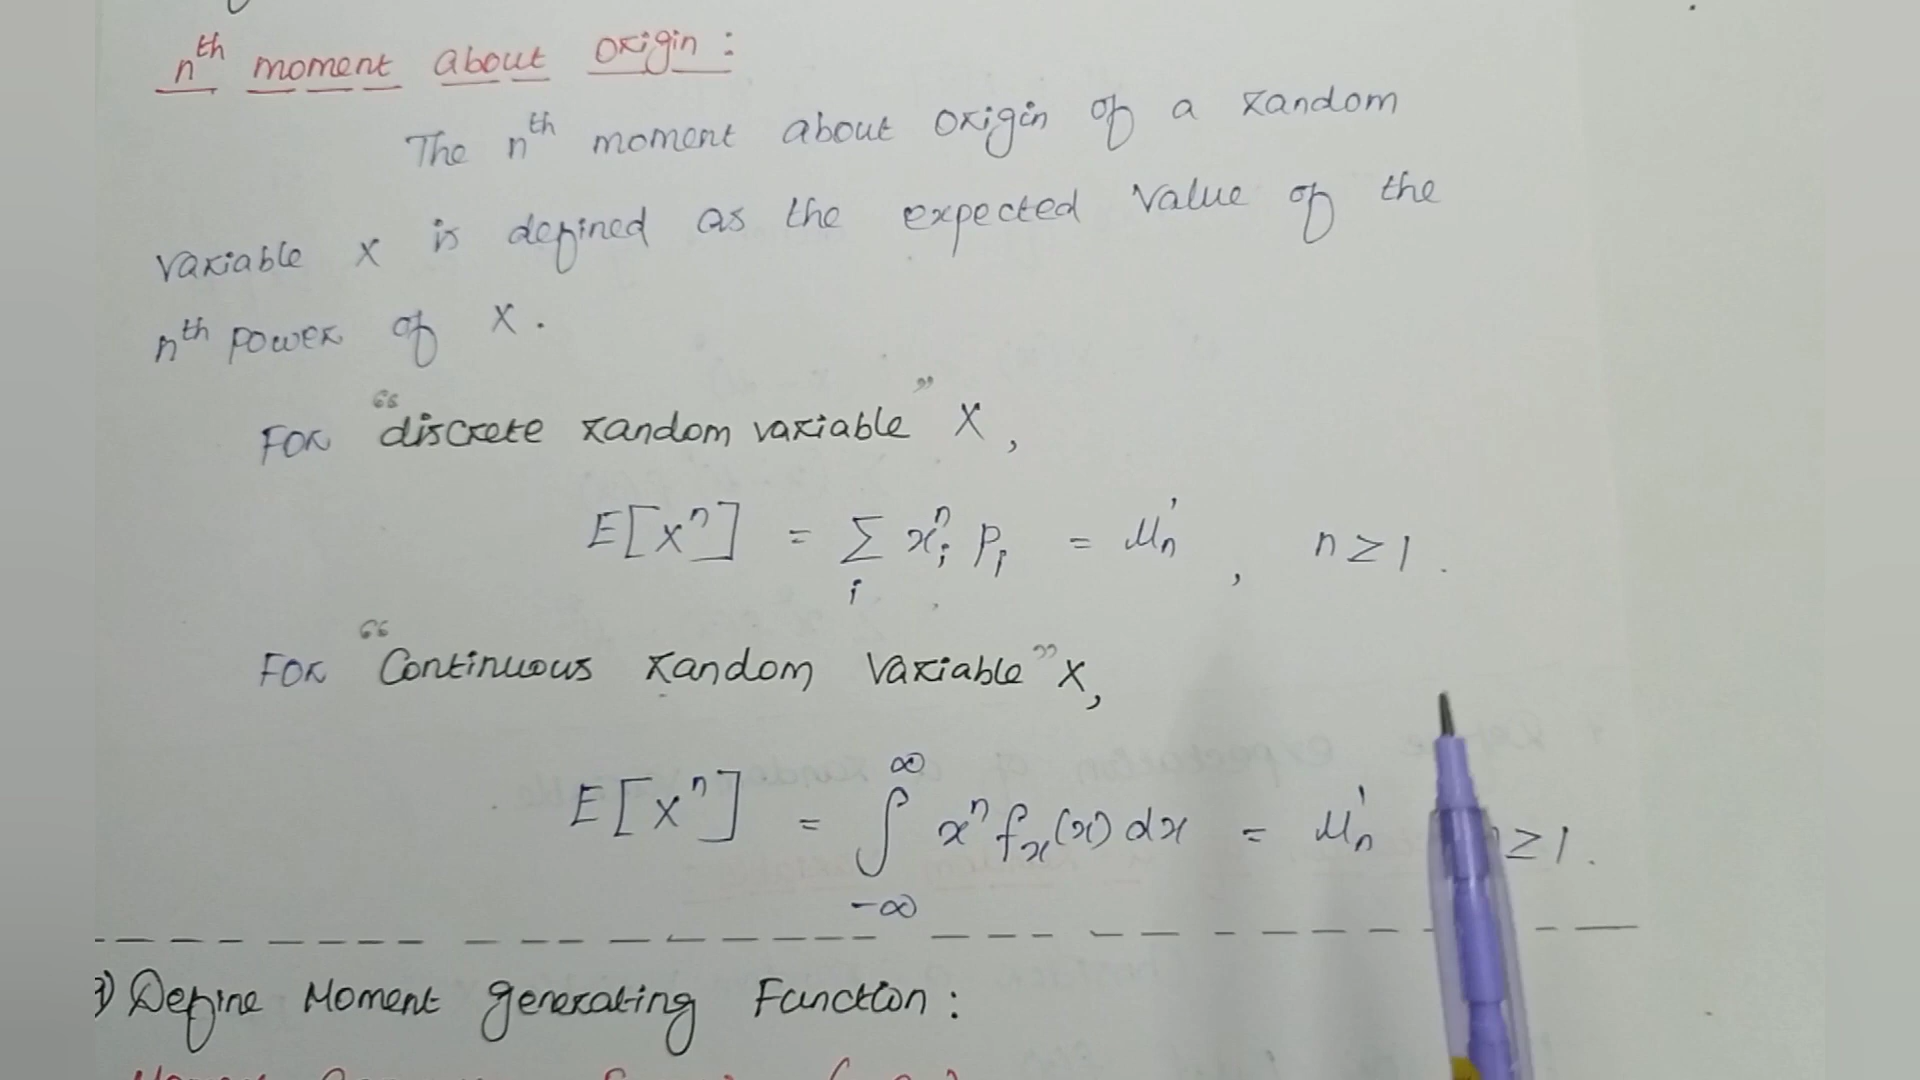 nth moment about origin :
The nth moment about origin of a random
variable X is defined as the expected value of the
nth power of X.
For "discrete random variable" X,
E[Xⁿ] = Σᵢ xᵢⁿ pᵢ = μₙ′ , n ≥ 1.
For "Continuous random variable" X,
E[Xⁿ] = ∫_{-∞}^{∞} xⁿ fₓ(x) dx = μₙ′ n ≥ 1.
3) Define Moment generating Function :